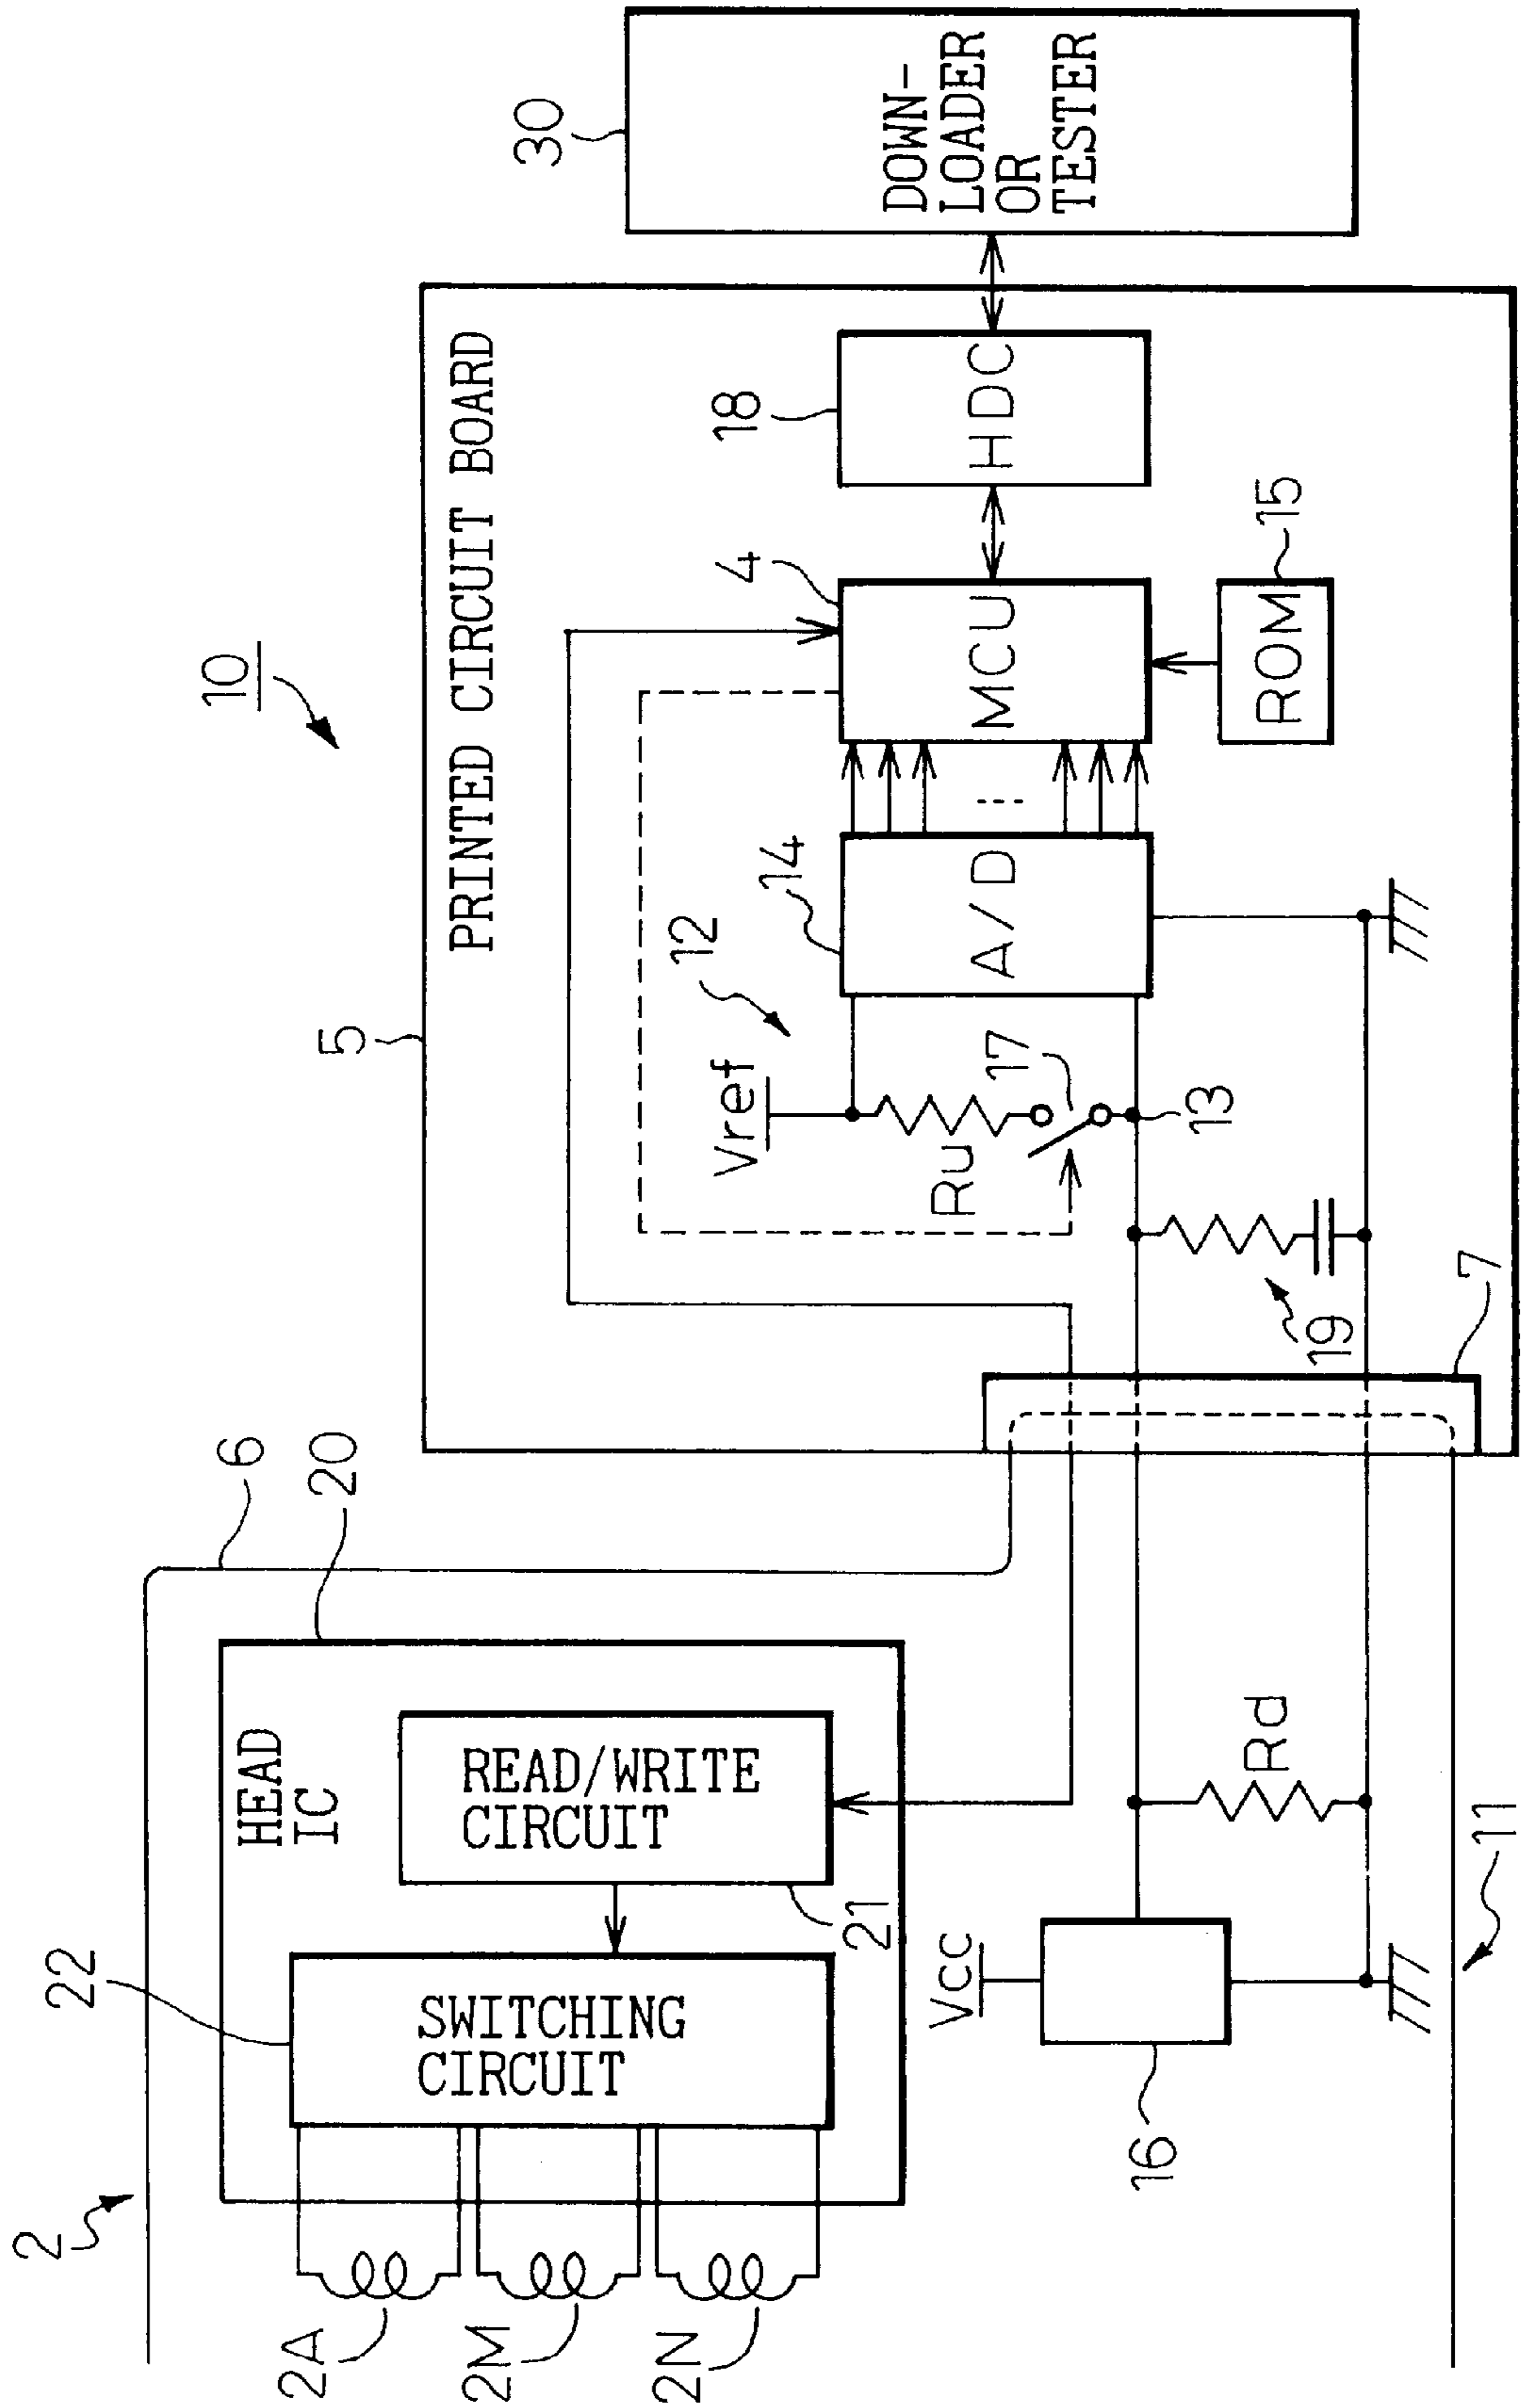 10
2
6
20
22
HEAD
IC
READ/WRITE
CIRCUIT
21
SWITCHING
CIRCUIT
2A
2M
2N
Vcc
16
Rd
11
5
PRINTED CIRCUIT BOARD
12
Vref
Ru
17
13
19
7
14
A/D
4
MCU
ROM
15
18
HDC
30
DOWN-
LOADER
OR
TESTER